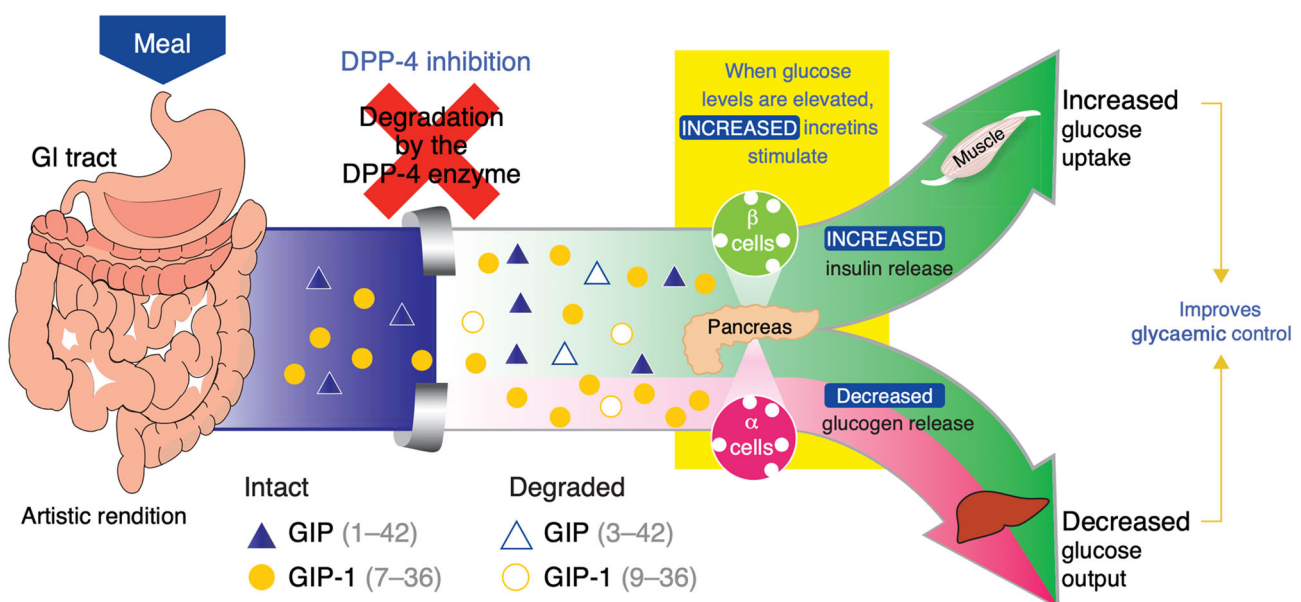 Meal
GI tract
Artistic rendition
DPP-4 inhibition
Degradation
by the
DPP-4 enzyme
When glucose
levels are elevated,
INCREASED incretins
stimulate
β
cells
Pancreas
α
cells
INCREASED
insulin release
Decreased
glucogen release
Muscle
Increased
glucose
uptake
Decreased
glucose
output
Improves
glycaemic control
Intact
GIP (1–42)
GIP-1 (7–36)
Degraded
GIP (3–42)
GIP-1 (9–36)